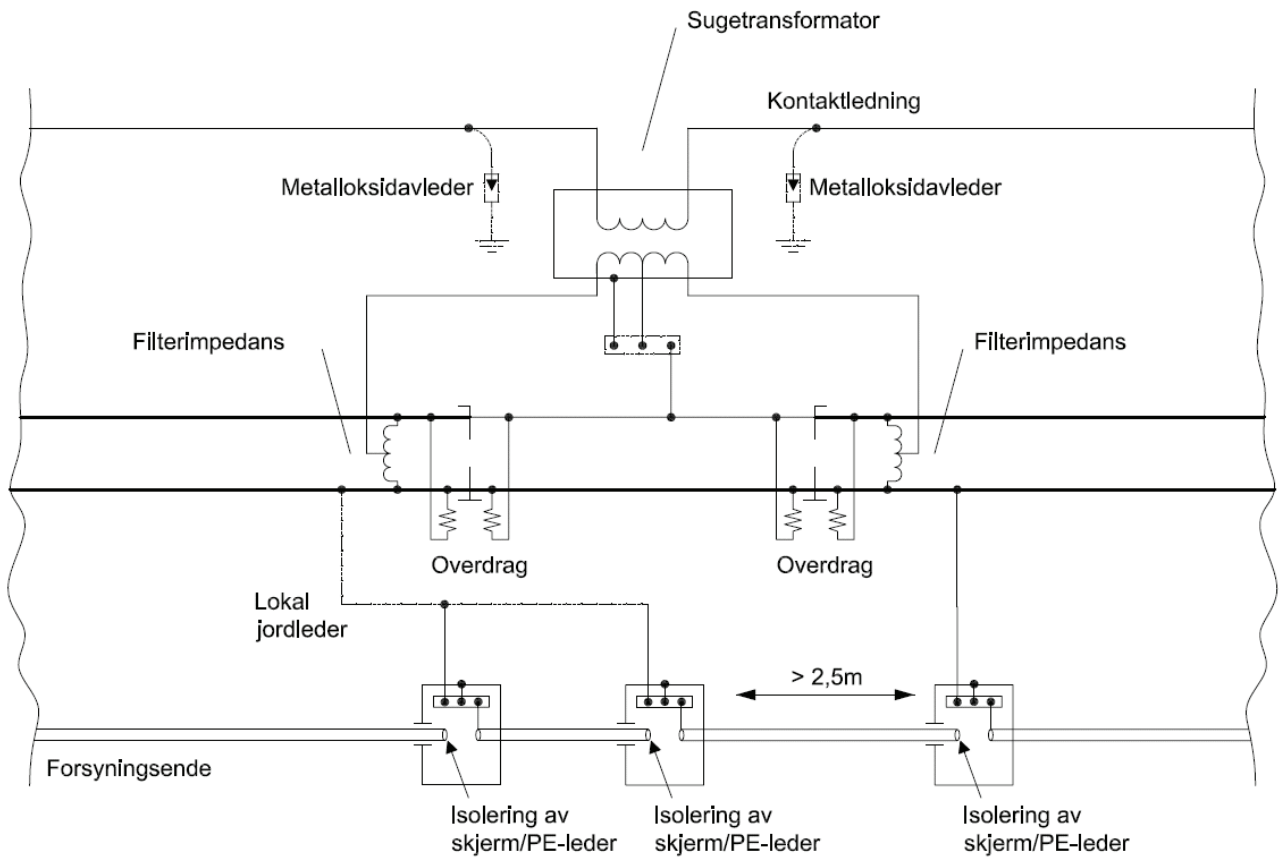 Sugetransformator
Kontaktledning
Metalloksidavleder
Metalloksidavleder
Filterimpedans
Filterimpedans
Overdrag
Overdrag
Lokal
jordleder
> 2,5m
Forsyningsende
Isolering av
skjerm/PE-leder
Isolering av
skjerm/PE-leder
Isolering av
skjerm/PE-leder